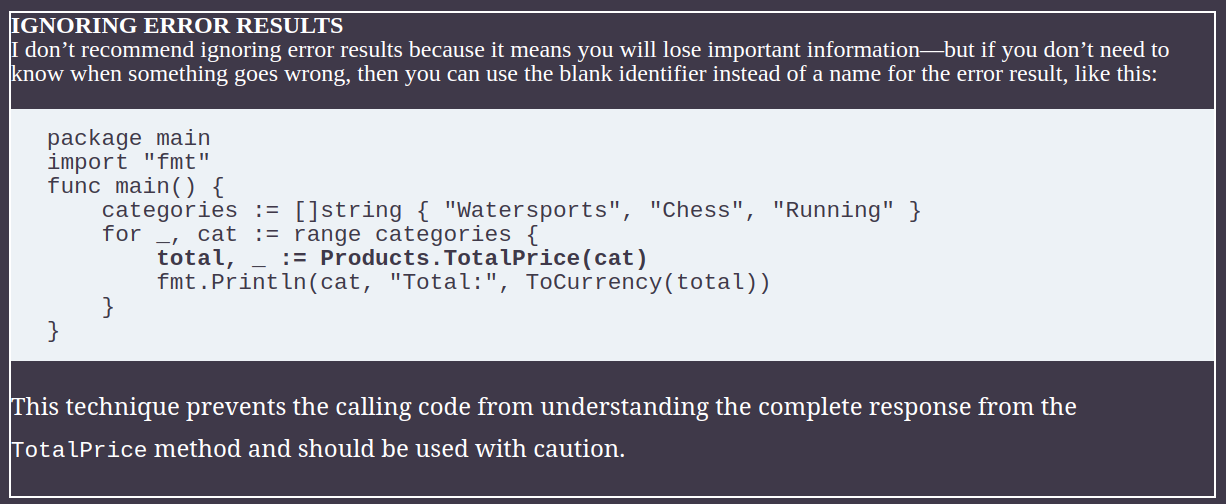 IGNORING ERROR RESULTS
I don’t recommend ignoring error results because it means you will lose important information—but if you don’t need to
know when something goes wrong, then you can use the blank identifier instead of a name for the error result, like this:
package main
import "fmt"
func main() {
    categories := []string { "Watersports", "Chess", "Running" }
    for _, cat := range categories {
        total, _ := Products.TotalPrice(cat)
        fmt.Println(cat, "Total:", ToCurrency(total))
    }
}
This technique prevents the calling code from understanding the complete response from the
TotalPrice method and should be used with caution.